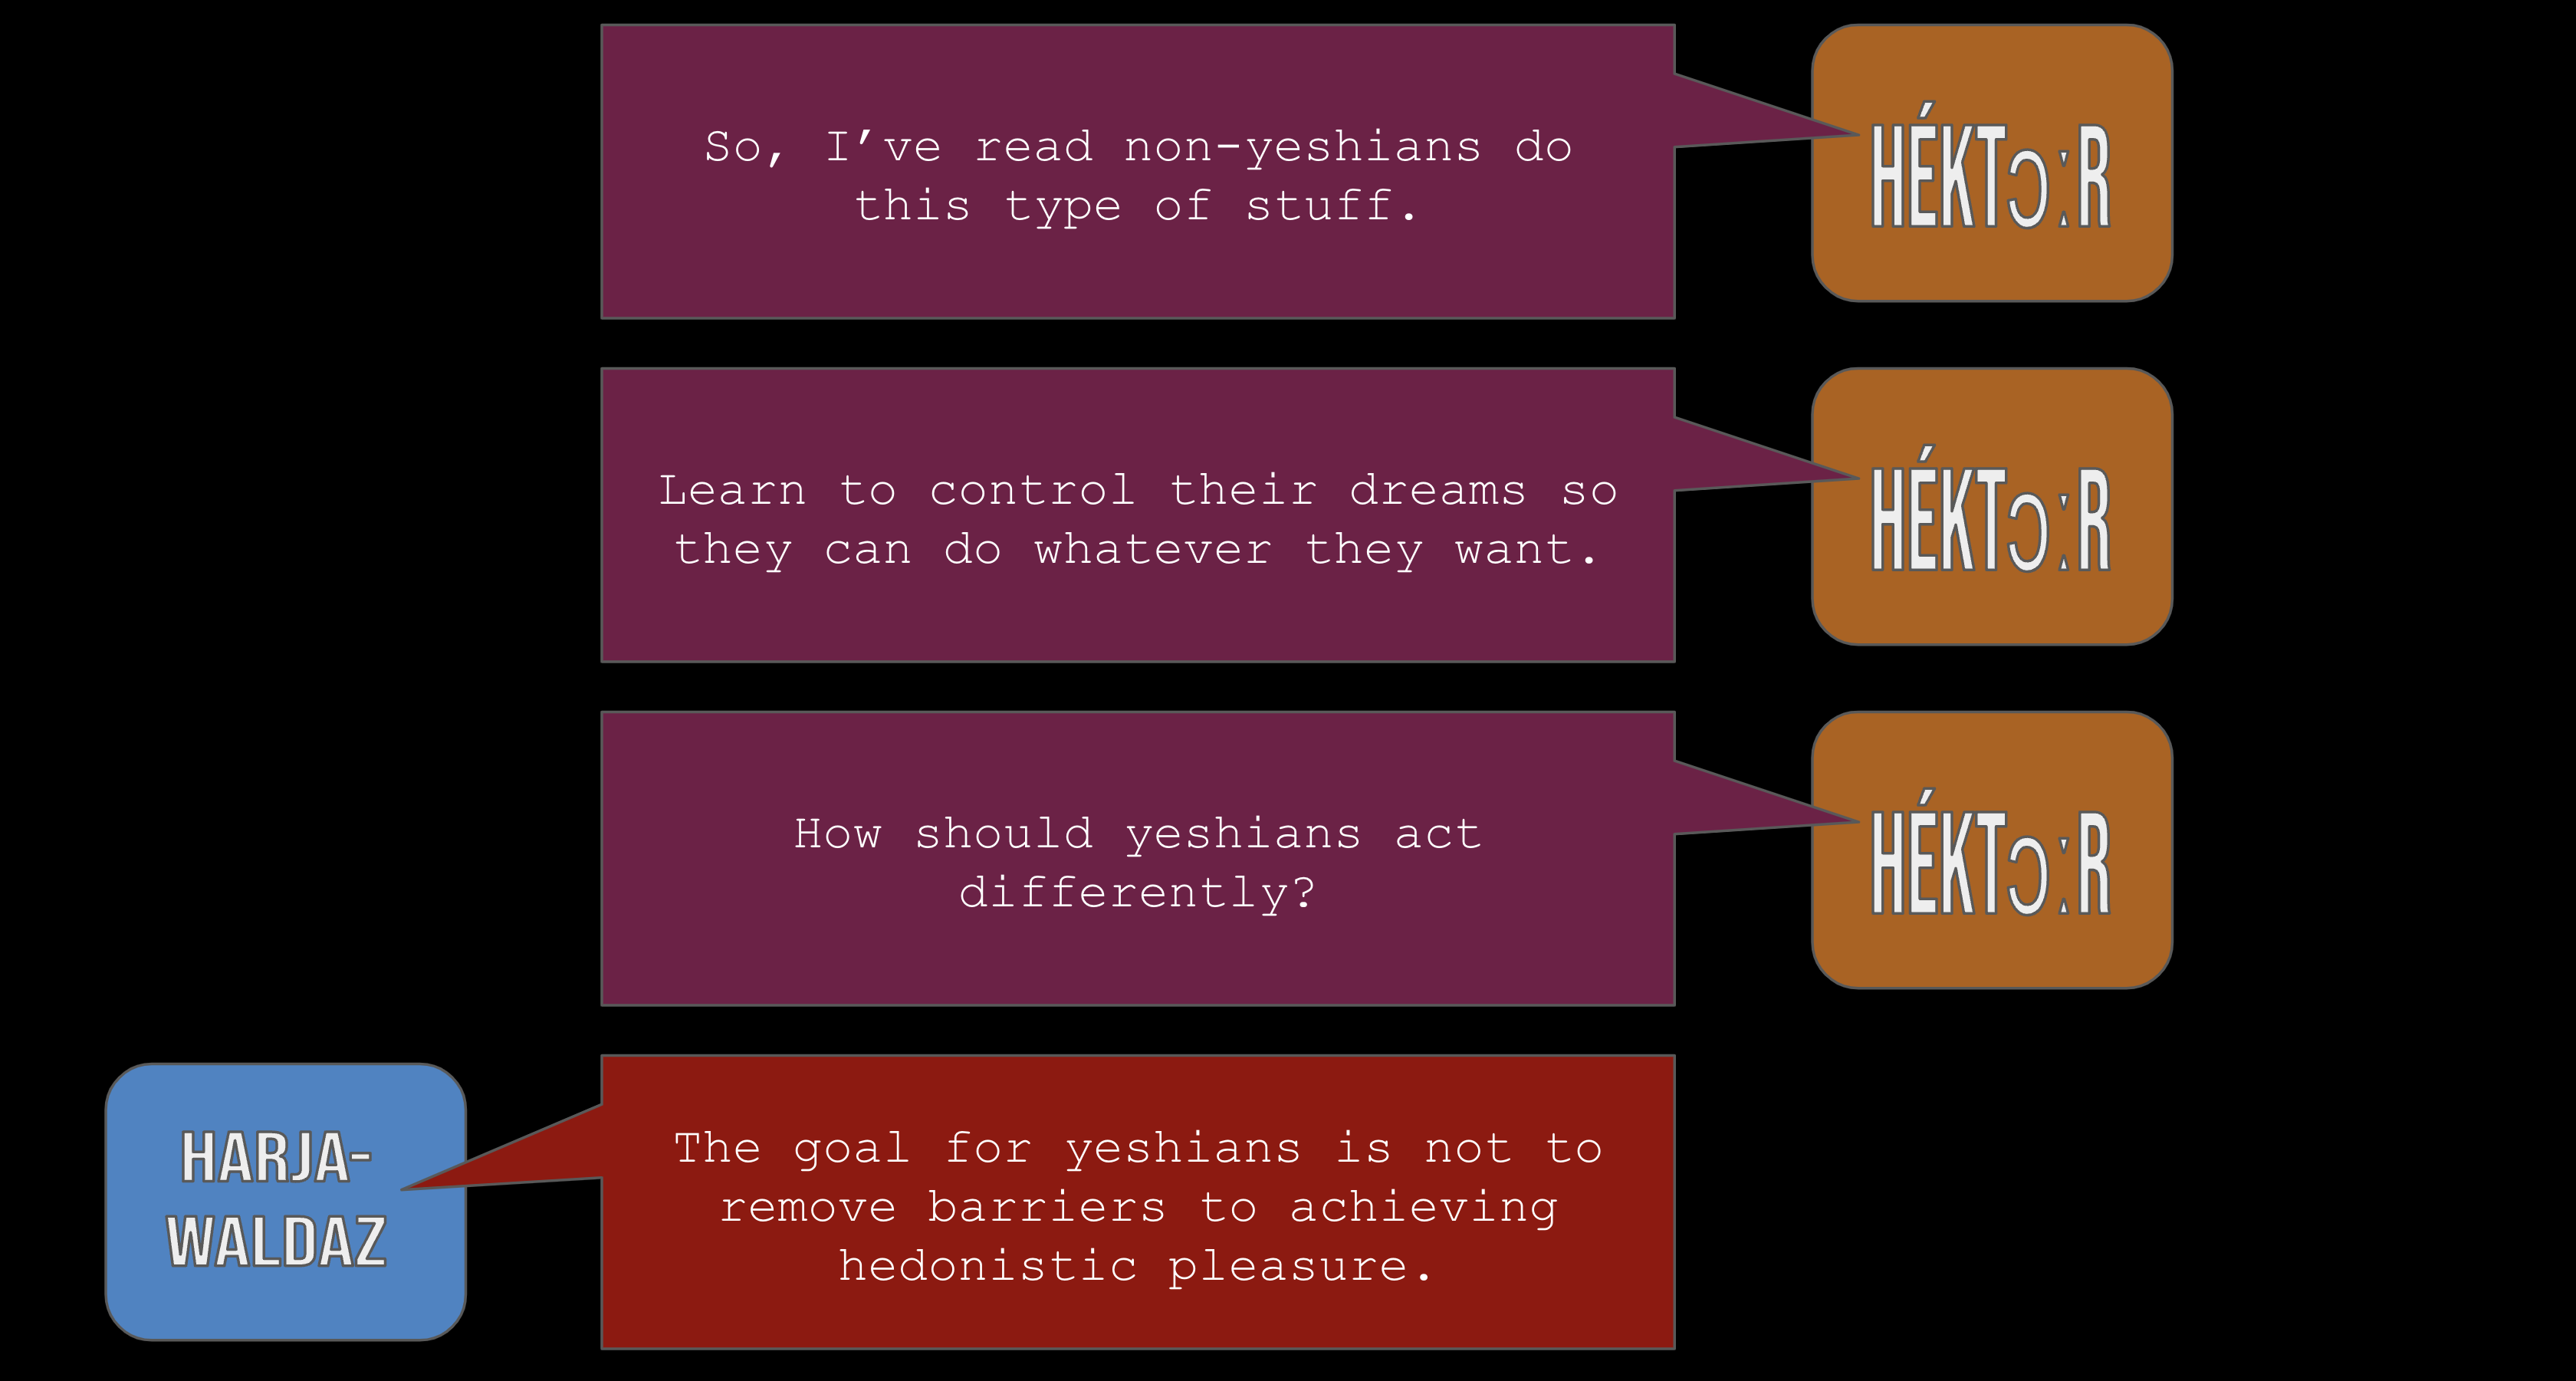 So, I’ve read non-yeshians do
this type of stuff.
HÉKTɔːR
Learn to control their dreams so
they can do whatever they want.
HÉKTɔːR
How should yeshians act
differently?
HÉKTɔːR
HARJA-
WALDAZ
The goal for yeshians is not to
remove barriers to achieving
hedonistic pleasure.